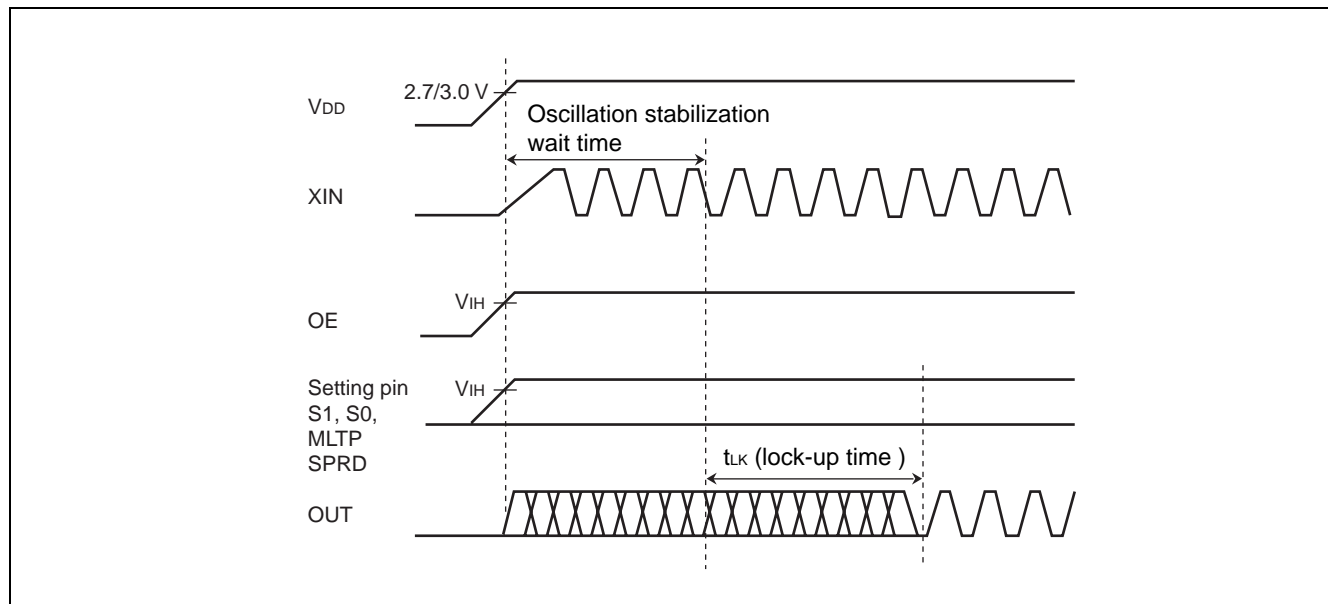 2.7/3.0 V
VDD
Oscillation stabilization
wait time
XIN
VIH
OE
Setting pin
S1, S0,
MLTP
SPRD
VIH
tLK (lock-up time )
OUT